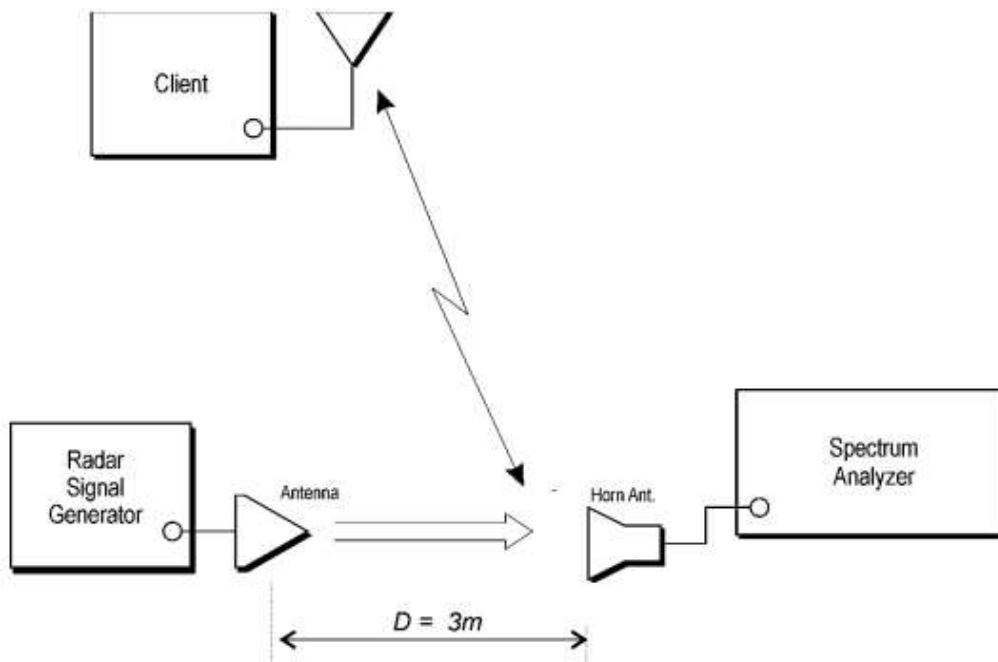 Client
Radar
Signal
Generator
Antenna
Horn Ant.
Spectrum
Analyzer
D = 3m